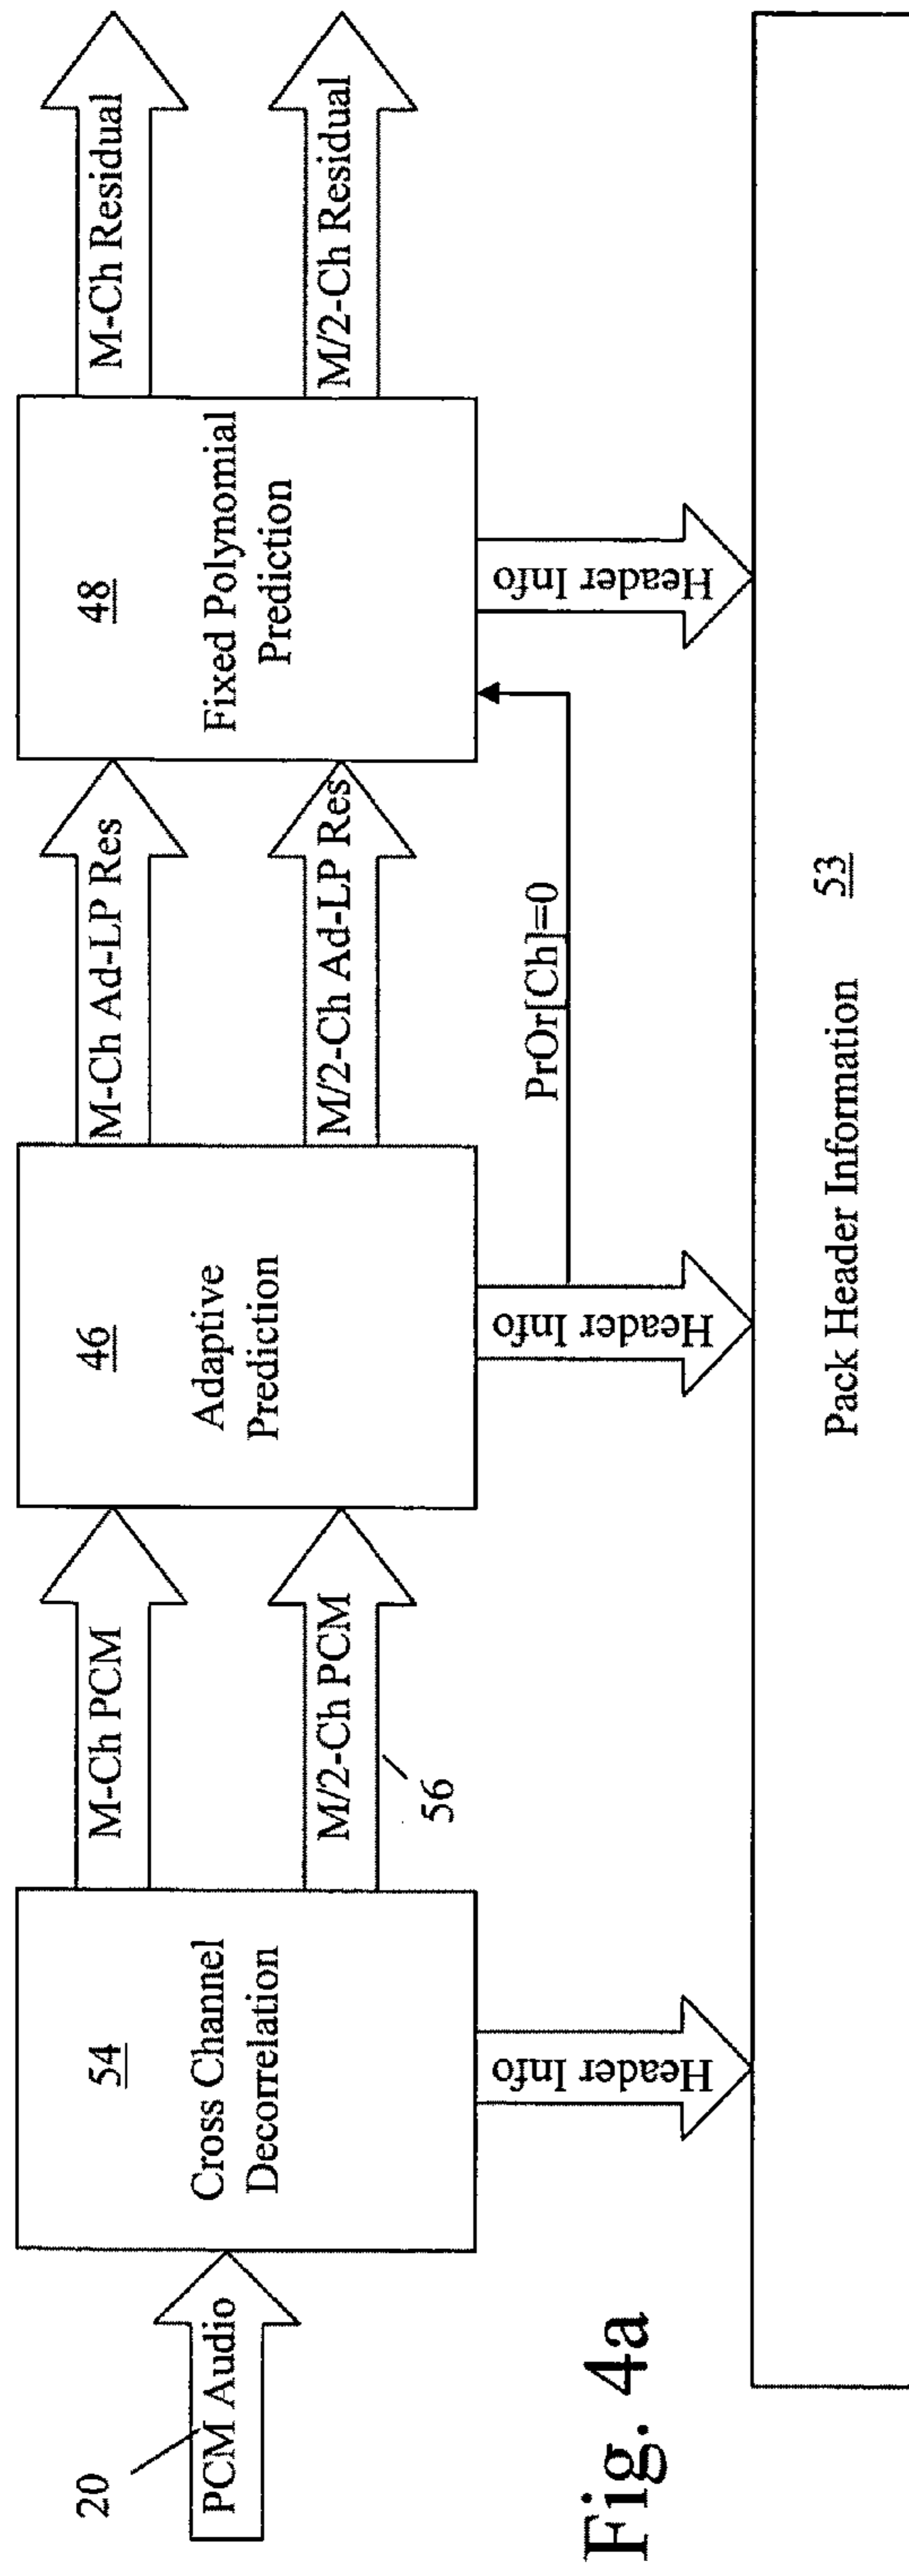 20
PCM Audio
54
Cross Channel
Decorrelation
M-Ch PCM
M/2-Ch PCM
56
46
Adaptive
Prediction
M-Ch Ad-LP Res
M/2-Ch Ad-LP Res
PrOr[Ch]=0
48
Fixed Polynomial
Prediction
M-Ch Residual
M/2-Ch Residual
Header Info
Header Info
Header Info
Pack Header Information 53
Fig. 4a